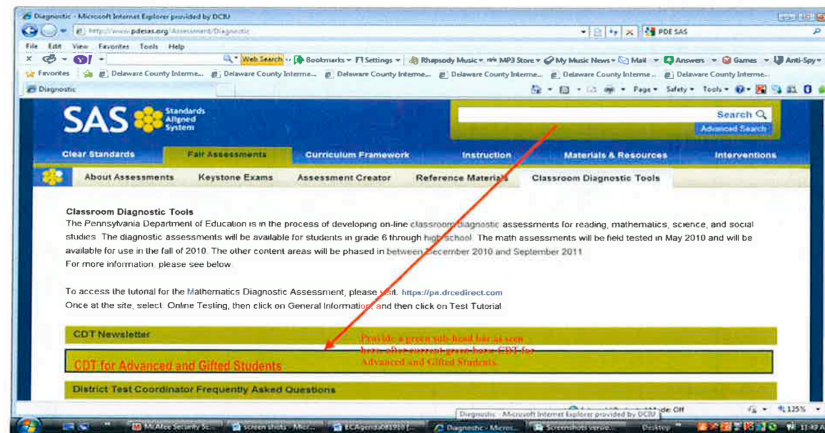 Diagnostic - Microsoft Internet Explorer provided by DCIU
http://www.pdesas.org/Assessment/Diagnostic
PDE SAS
File Edit View Favorites Tools Help
Web Search Bookmarks Settings Rhapsody Music MP3 Store My Music News Mail Answers Games Anti-Spy
Favorites Delaware County Interme... Delaware County Interme... Delaware County Interme... Delaware County Interme... Delaware County Interme... Delaware County Interme...
Diagnostic
Page Safety Tools
SAS Standards
Aligned
System
Search
Advanced Search
Clear Standards Fair Assessments Curriculum Framework Instruction Materials & Resources Interventions
About Assessments Keystone Exams Assessment Creator Reference Materials Classroom Diagnostic Tools
Classroom Diagnostic Tools
The Pennsylvania Department of Education is in the process of developing on-line classroom diagnostic assessments for reading, mathematics, science, and social
studies. The diagnostic assessments will be available for students in grade 6 through high school. The math assessments will be field tested in May 2010 and will be
available for use in the fall of 2010. The other content areas will be phased in between December 2010 and September 2011.
For more information, please see below.
To access the tutorial for the Mathematics Diagnostic Assessment, please visit: https://pa.drcedirect.com
Once at the site, select: Online Testing, then click on General Information, and then click on Test Tutorial
CDT Newsletter
Provide a green sub-head bar as seen
here after current green bars: CDT for
Advanced and Gifted Students.
CDT for Advanced and Gifted Students
District Test Coordinator Frequently Asked Questions
Diagnostic - Microsoft Internet Explorer provided by DCIU
Mode: Off
125%
McAfee Security Sc... screen shots - Micr... ECAgenda081910 [... Diagnostic - Micros... Screenshots versio... Desktop 11:40 A